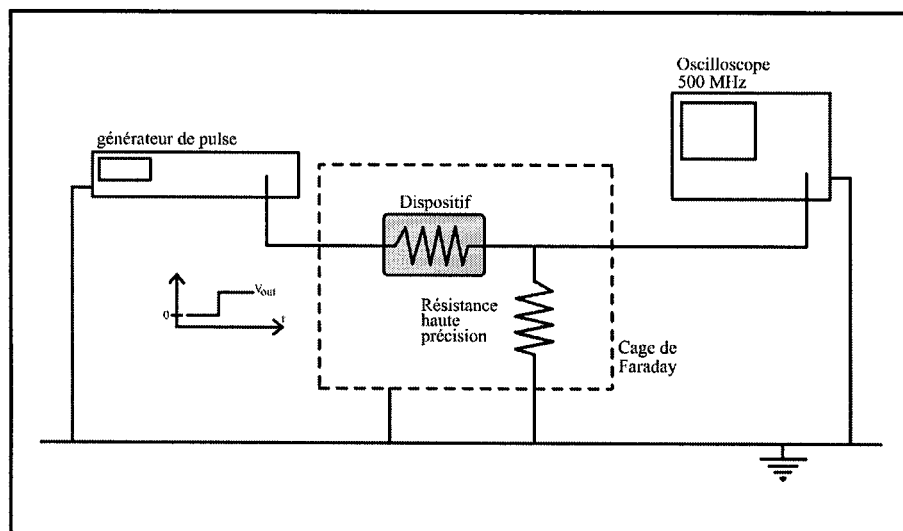 Oscilloscope
500 MHz
générateur de pulse
Dispositif
Vout
0
t
Résistance
haute
précision
Cage de
Faraday